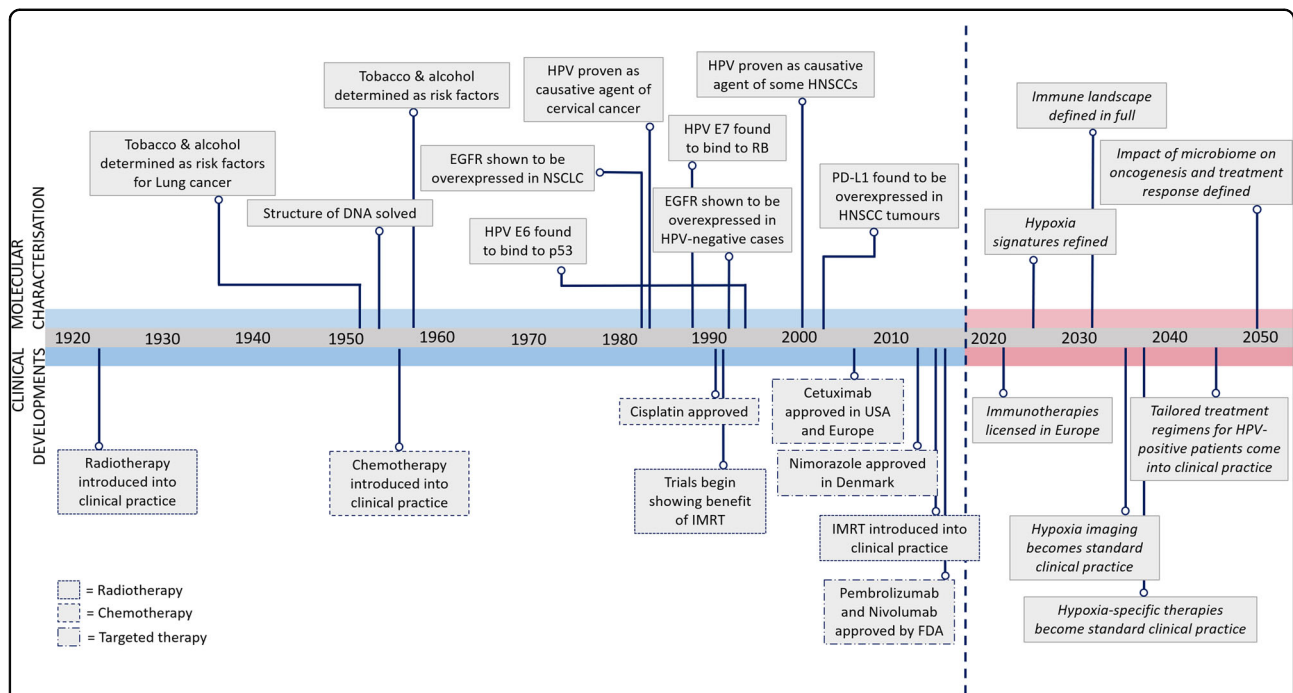 MOLECULAR
CHARACTERISATION
Tobacco & alcohol
determined as risk factors
for Lung cancer
Structure of DNA solved
Tobacco & alcohol
determined as risk factors
EGFR shown to be
overexpressed in NSCLC
HPV E6 found
to bind to p53
HPV proven as
causative agent of
cervical cancer
HPV E7 found
to bind to RB
EGFR shown to be
overexpressed in
HPV-negative cases
HPV proven as causative
agent of some HNSCCs
PD-L1 found to be
overexpressed in
HNSCC tumours
Hypoxia
signatures refined
Immune landscape
defined in full
Impact of microbiome on
oncogenesis and treatment
response defined
1920 1930 1940 1950 1960 1970 1980 1990 2000 2010 2020 2030 2040 2050
CLINICAL
DEVELOPMENTS
Radiotherapy
introduced into
clinical practice
Chemotherapy
introduced into
clinical practice
Cisplatin approved
Trials begin
showing benefit
of IMRT
Cetuximab
approved in USA
and Europe
Nimorazole approved
in Denmark
IMRT introduced into
clinical practice
Pembrolizumab
and Nivolumab
approved by FDA
Immunotherapies
licensed in Europe
Tailored treatment
regimens for HPV-
positive patients come
into clinical practice
Hypoxia imaging
becomes standard
clinical practice
Hypoxia-specific therapies
become standard clinical practice
= Radiotherapy
= Chemotherapy
= Targeted therapy